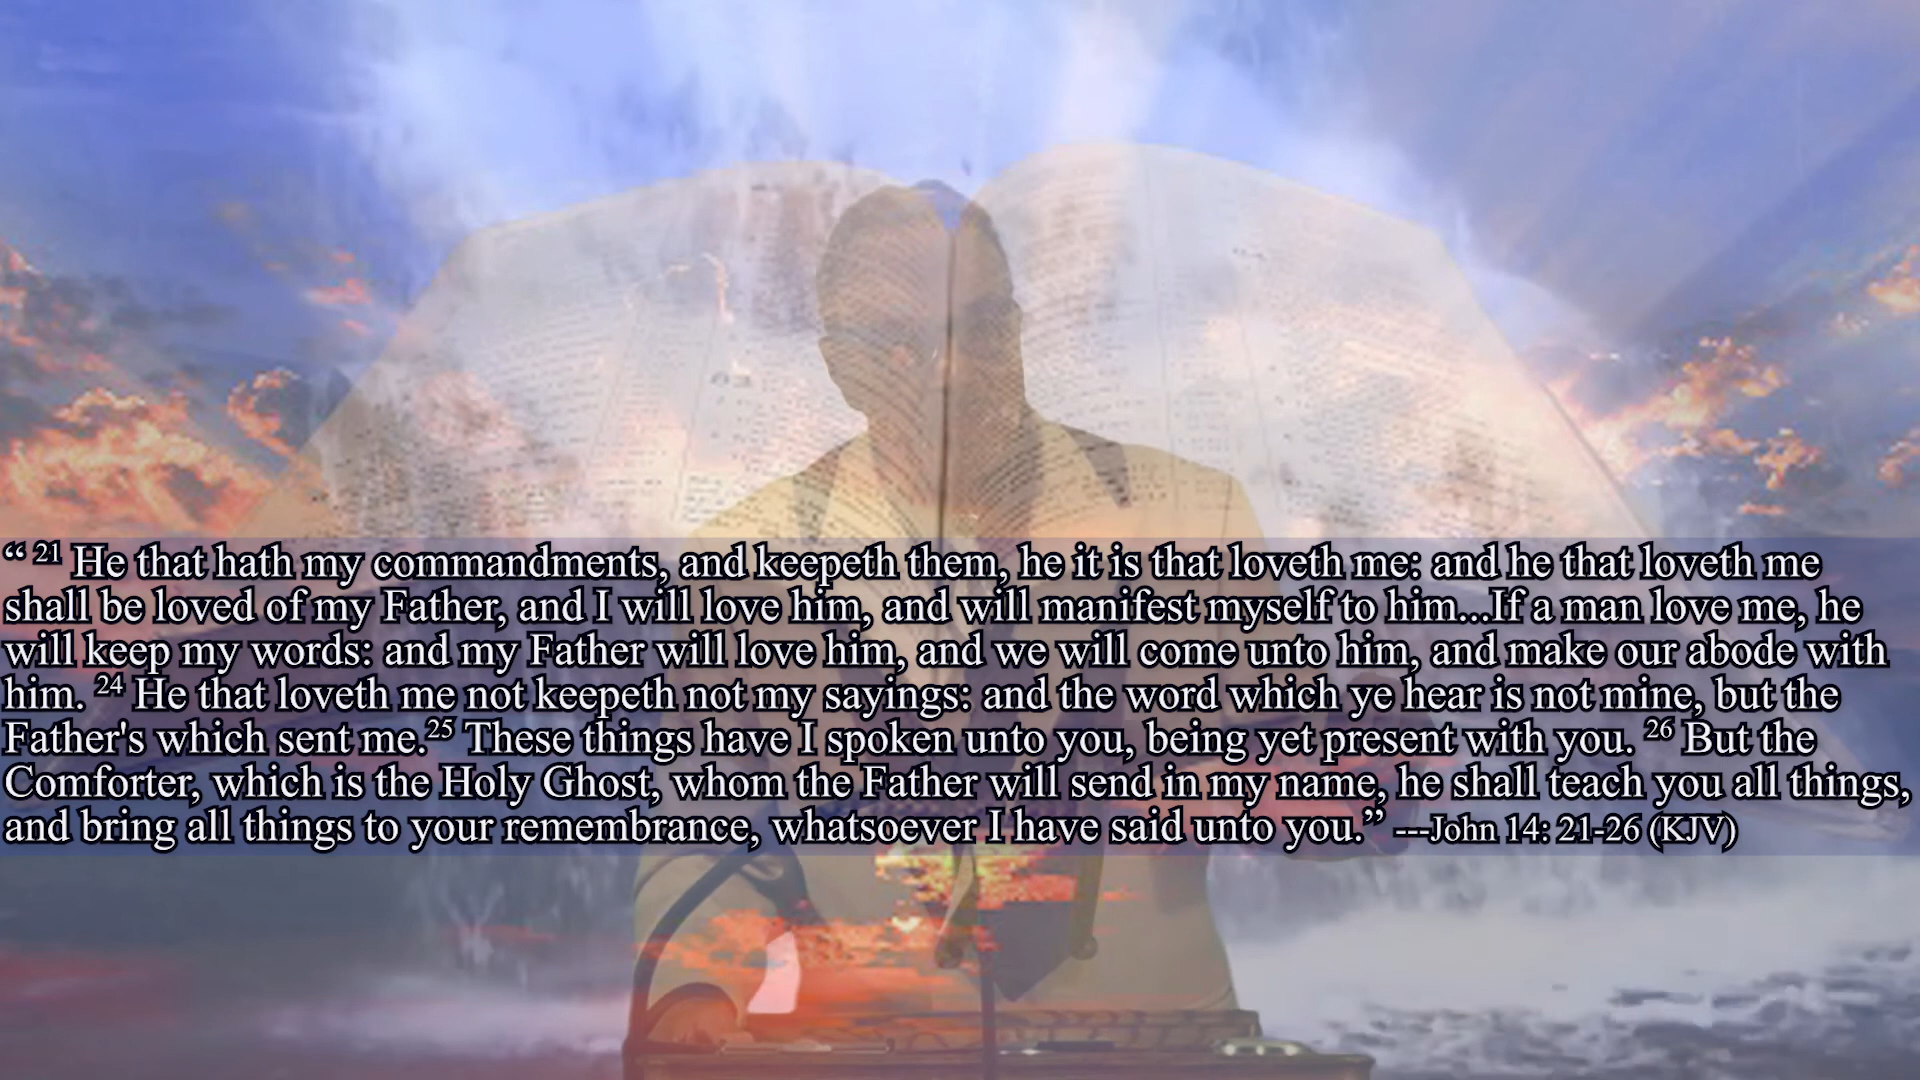 “ 21 He that hath my commandments, and keepeth them, he it is that loveth me: and he that loveth me
shall be loved of my Father, and I will love him, and will manifest myself to him...If a man love me, he
will keep my words: and my Father will love him, and we will come unto him, and make our abode with
him. 24 He that loveth me not keepeth not my sayings: and the word which ye hear is not mine, but the
Father's which sent me.25 These things have I spoken unto you, being yet present with you. 26 But the
Comforter, which is the Holy Ghost, whom the Father will send in my name, he shall teach you all things,
and bring all things to your remembrance, whatsoever I have said unto you.” ---John 14: 21-26 (KJV)